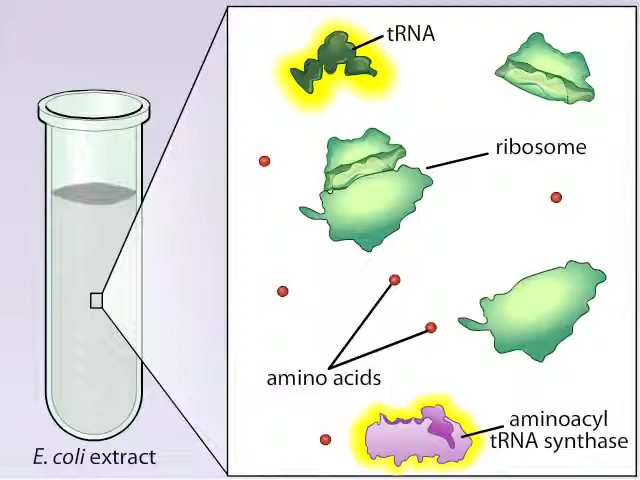 tRNA
ribosome
amino acids
aminoacyl
tRNA synthase
E. coli extract